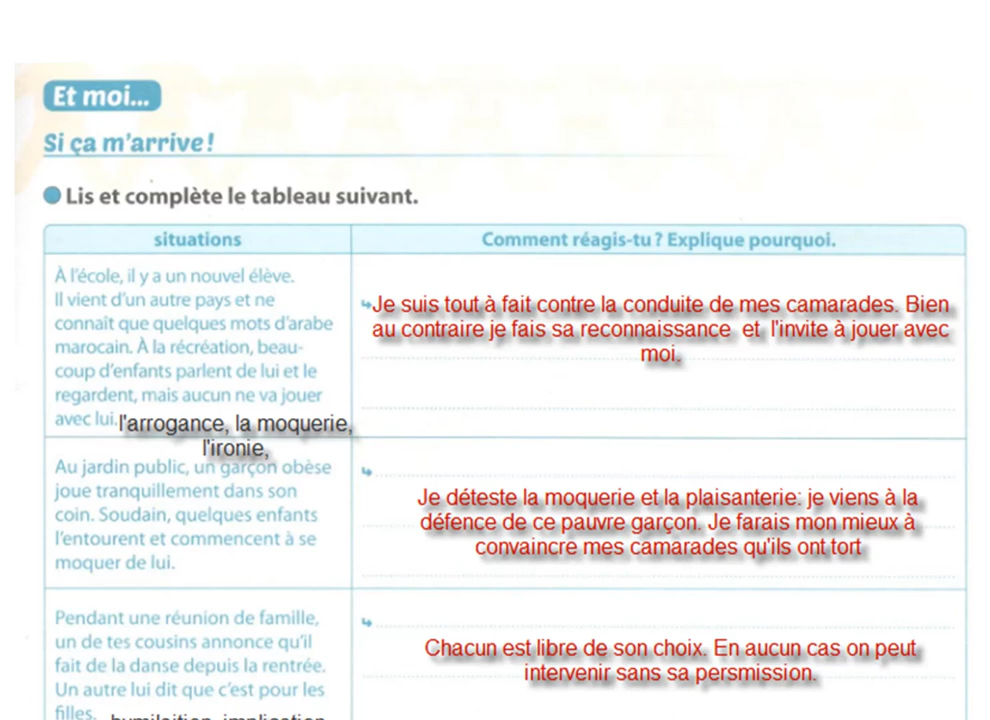 Et moi...
Si ça m'arrive !
Lis et complète le tableau suivant.
situations
Comment réagis-tu ? Explique pourquoi.
À l'école, il y a un nouvel élève.
Il vient d'un autre pays et ne
connaît que quelques mots d'arabe
marocain. À la récréation, beau-
coup d'enfants parlent de lui et le
regardent, mais aucun ne va jouer
avec lui.
l'arrogance, la moquerie,
l'ironie,
Je suis tout à fait contre la conduite de mes camarades. Bien
au contraire je fais sa reconnaissance et l'invite à jouer avec
moi.
Au jardin public, un garçon obèse
joue tranquillement dans son
coin. Soudain, quelques enfants
l'entourent et commencent à se
moquer de lui.
Je déteste la moquerie et la plaisanterie: je viens à la
défence de ce pauvre garçon. Je farais mon mieux à
convaincre mes camarades qu'ils ont tort
Pendant une réunion de famille,
un de tes cousins annonce qu'il
fait de la danse depuis la rentrée.
Un autre lui dit que c'est pour les
filles.
Chacun est libre de son choix. En aucun cas on peut
intervenir sans sa persmission.